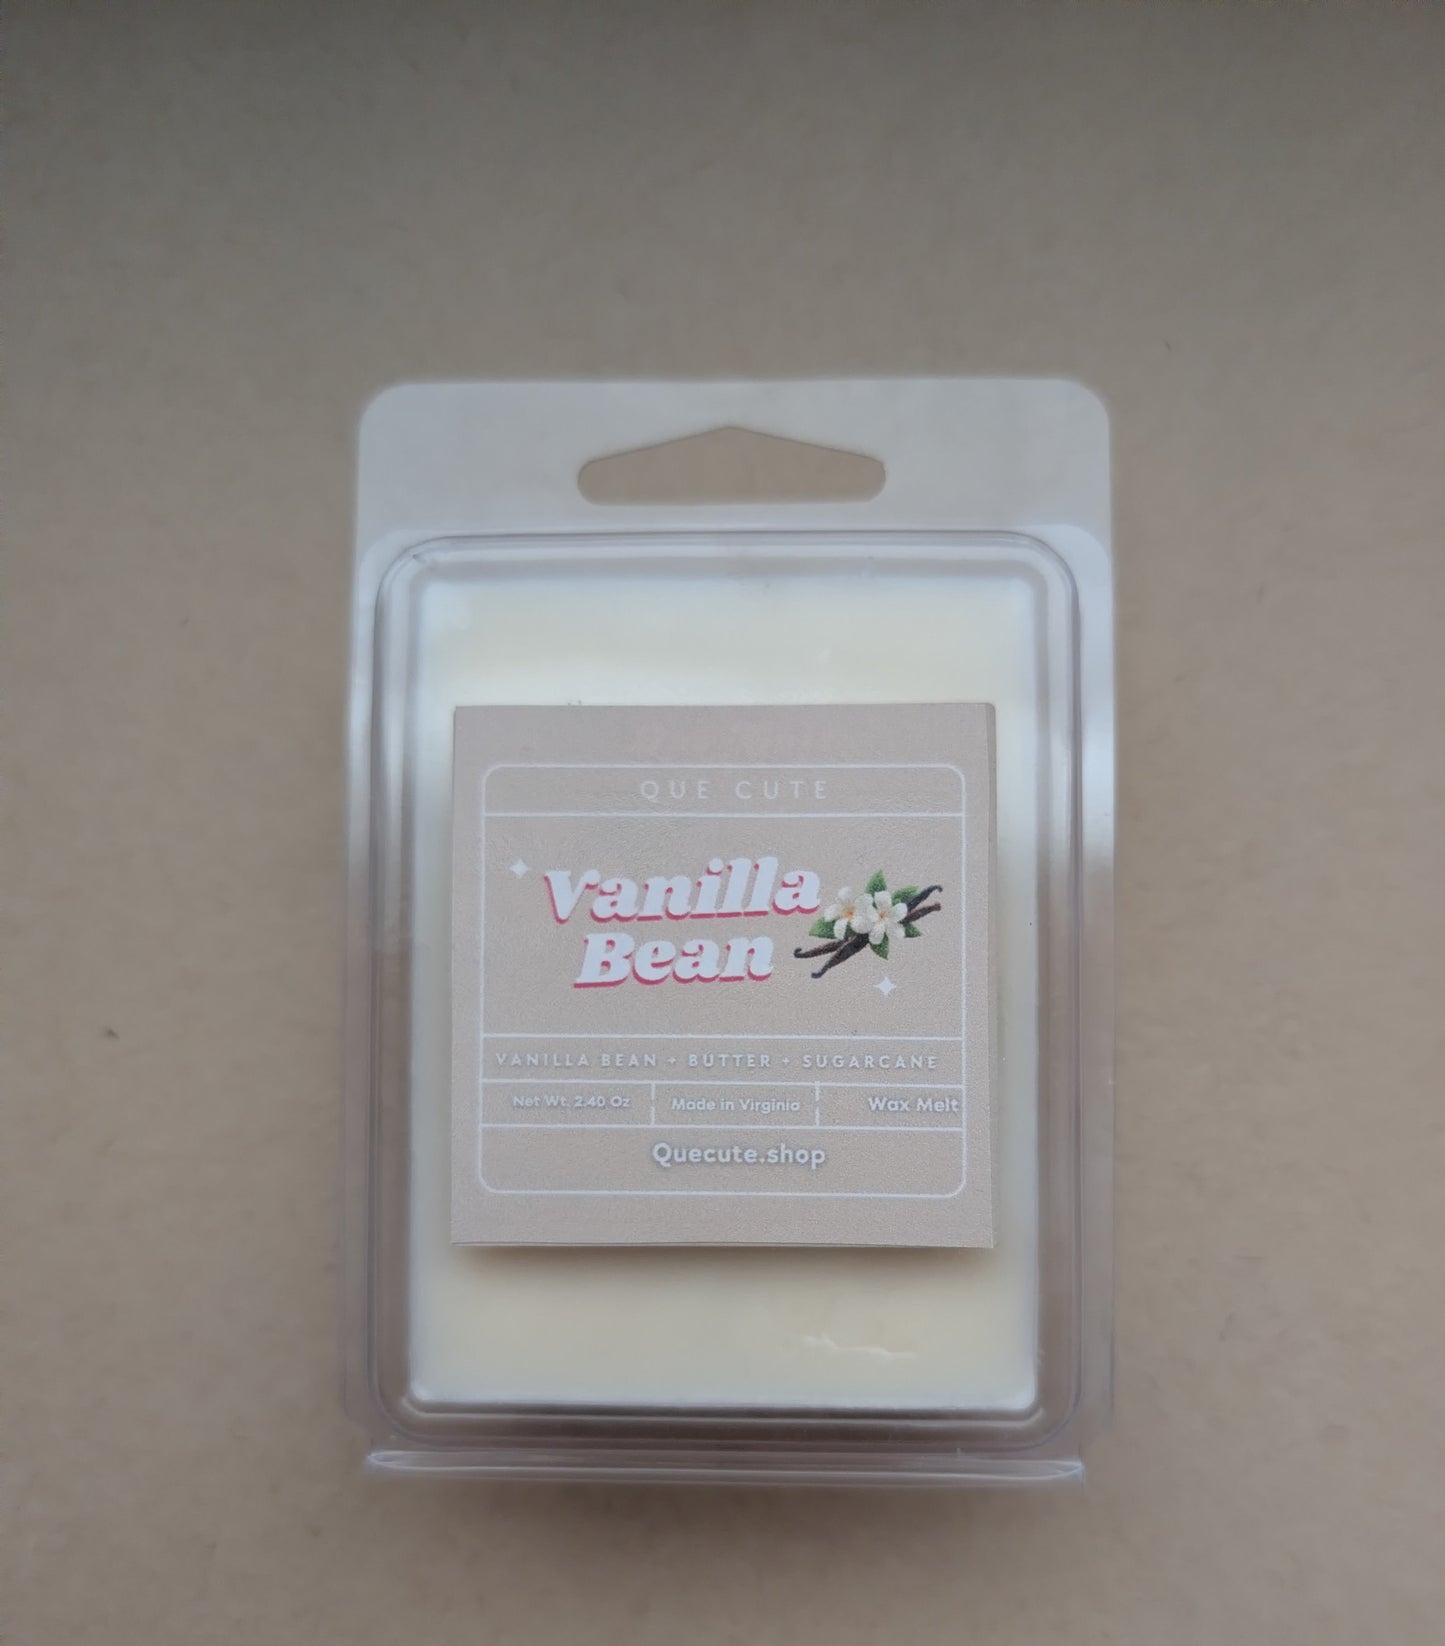 QUE CUTE
Vanilla
Bean
VANILLA BEAN + BUTTER + SUGARCANE
Net Wt. 2.40 Oz
Made in Virginia
Wax Melt
Quecute.shop